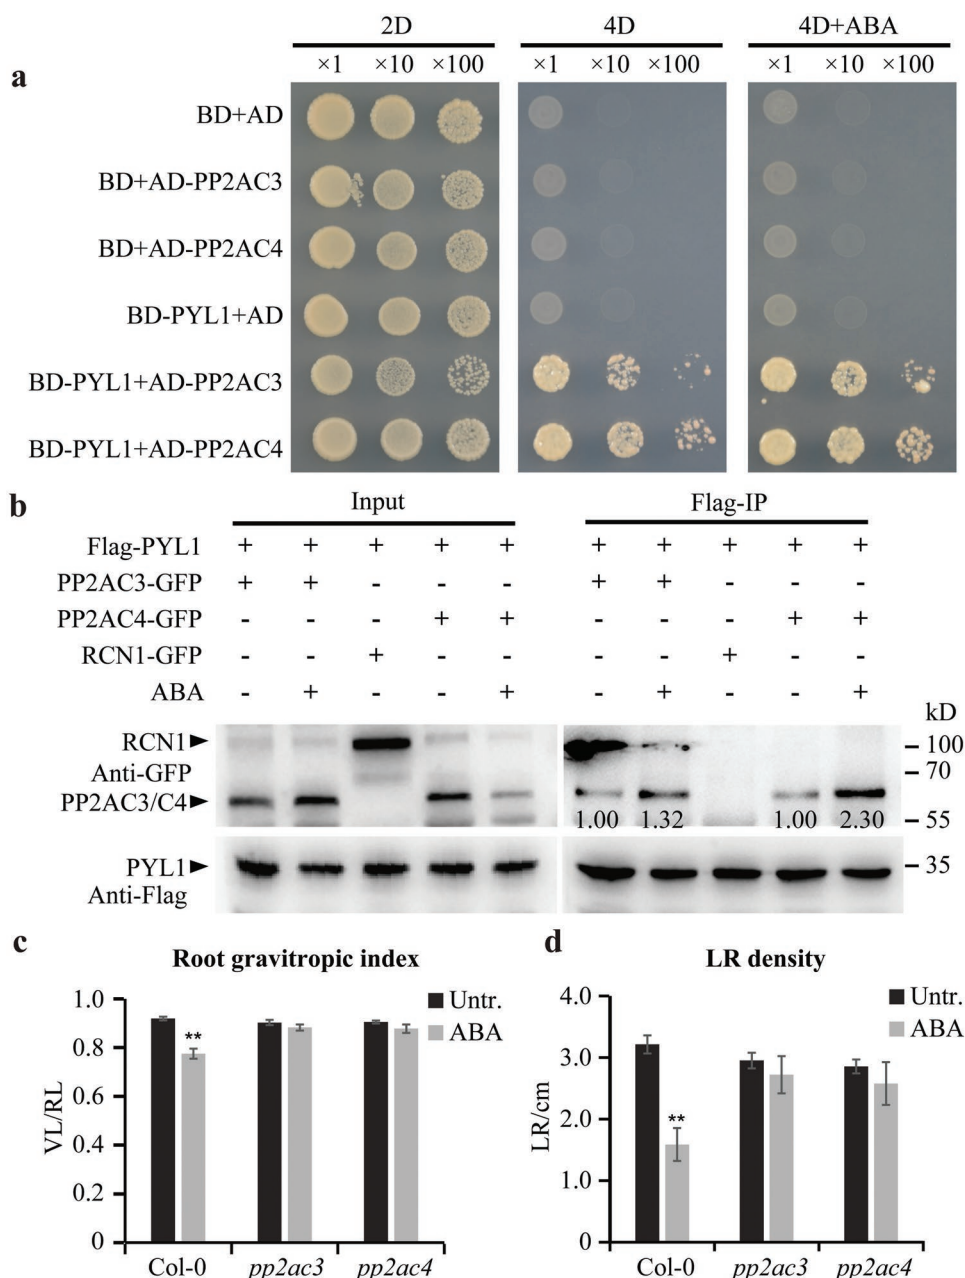 a
2D 4D 4D+ABA
×1 ×10 ×100 ×1 ×10 ×100 ×1 ×10 ×100
BD+AD
BD+AD-PP2AC3
BD+AD-PP2AC4
BD-PYL1+AD
BD-PYL1+AD-PP2AC3
BD-PYL1+AD-PP2AC4
b
Input Flag-IP
Flag-PYL1 + + + + + + + + + +
PP2AC3-GFP + + - - - + + - - -
PP2AC4-GFP - - - + + - - - + +
RCN1-GFP - - + - - - - + - -
ABA - + - - + - + - - +
kD
RCN1 100
Anti-GFP 70
PP2AC3/C4
1.00 1.32 1.00 2.30 55
PYL1 35
Anti-Flag
c
Root gravitropic index
Untr.
ABA
1.0
0.8
0.6
0.4
0.2
0
VL/RL
**
Col-0 pp2ac3 pp2ac4
d
LR density
Untr.
ABA
4.0
3.0
2.0
1.0
0
LR/cm
**
Col-0 pp2ac3 pp2ac4